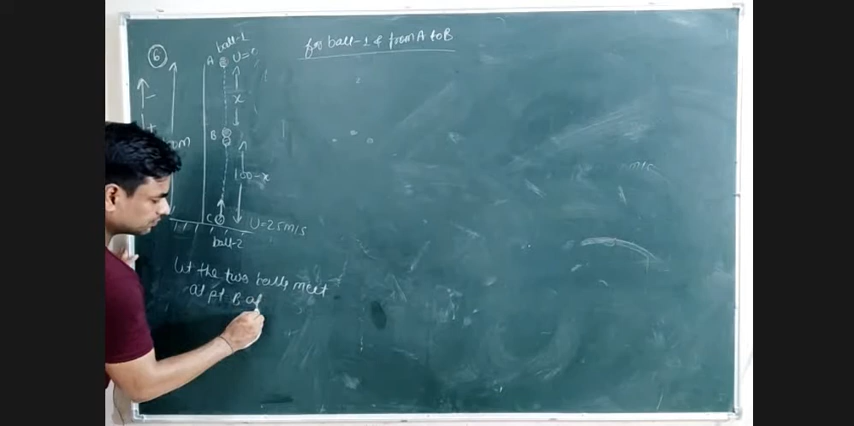 6
ball-1
for ball-1 & from A to B
A
U=0
x
B
100-x
C
U=25m/s
ball-2
let the two balls meet
at pt B af